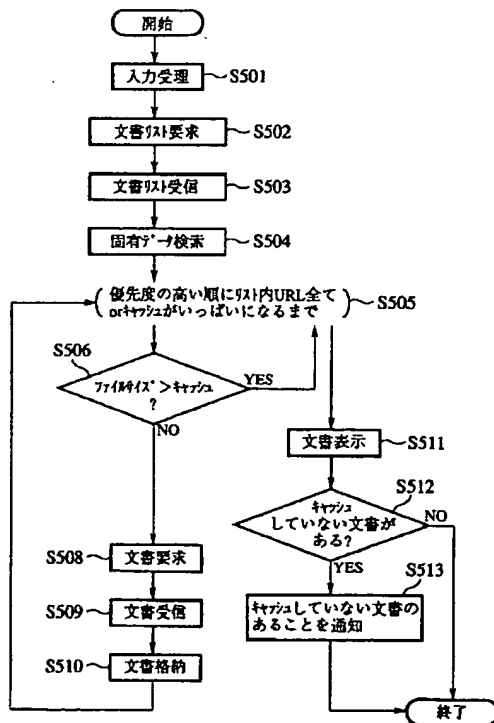 開始
入力受理 S501
文書リスト要求 S502
文書リスト受信 S503
固有データ検索 S504
優先度の高い順にリスト内URL全て
orキャッシュがいっぱいになるまで
S505
S506
ファイルサイズ>キャッシュ
?
YES
NO
文書表示 S511
S512
キャッシュ
していない文書が
ある?
NO
YES
S508 文書要求
S513
キャッシュしていない文書の
あることを通知
S509 文書受信
S510 文書格納
終了